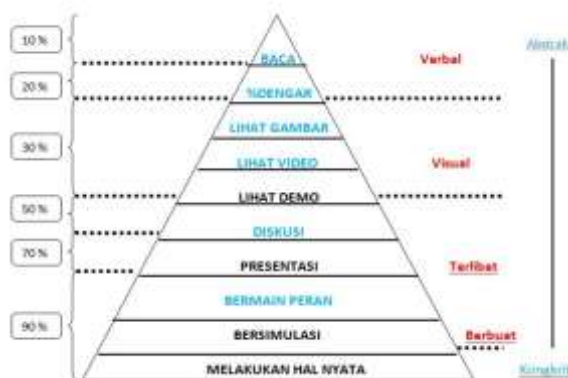 10 %
BACA
Verbal
Abstrak
20 %
%DENGAR
LIHAT GAMBAR
30 %
LIHAT VIDEO
Visual
LIHAT DEMO
50 %
DISKUSI
70 %
PRESENTASI
Terlibat
BERMAIN PERAN
90 %
BERSIMULASI
Berbuat
MELAKUKAN HAL NYATA